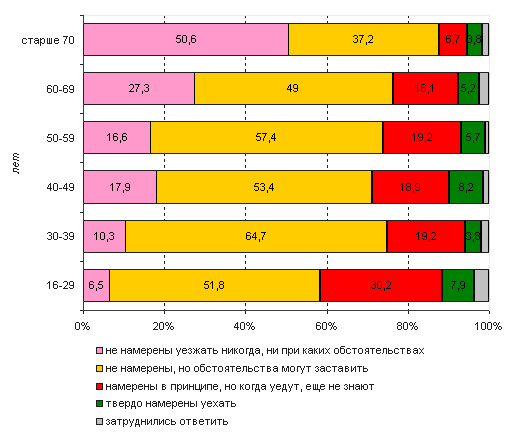 старше 70 50,6 37,2 6,7 3,8
60-69 27,3 49 16,1 5,2
50-59 16,6 57,4 19,2 5,7
40-49 17,9 53,4 18,9 8,2
30-39 10,3 64,7 19,2 3,8
16-29 6,5 51,8 30,2 7,9
лет
0% 20% 40% 60% 80% 100%
не намерены уезжать никогда, ни при каких обстоятельствах
не намерены, но обстоятельства могут заставить
намерены в принципе, но когда уедут, еще не знают
твердо намерены уехать
затруднились ответить